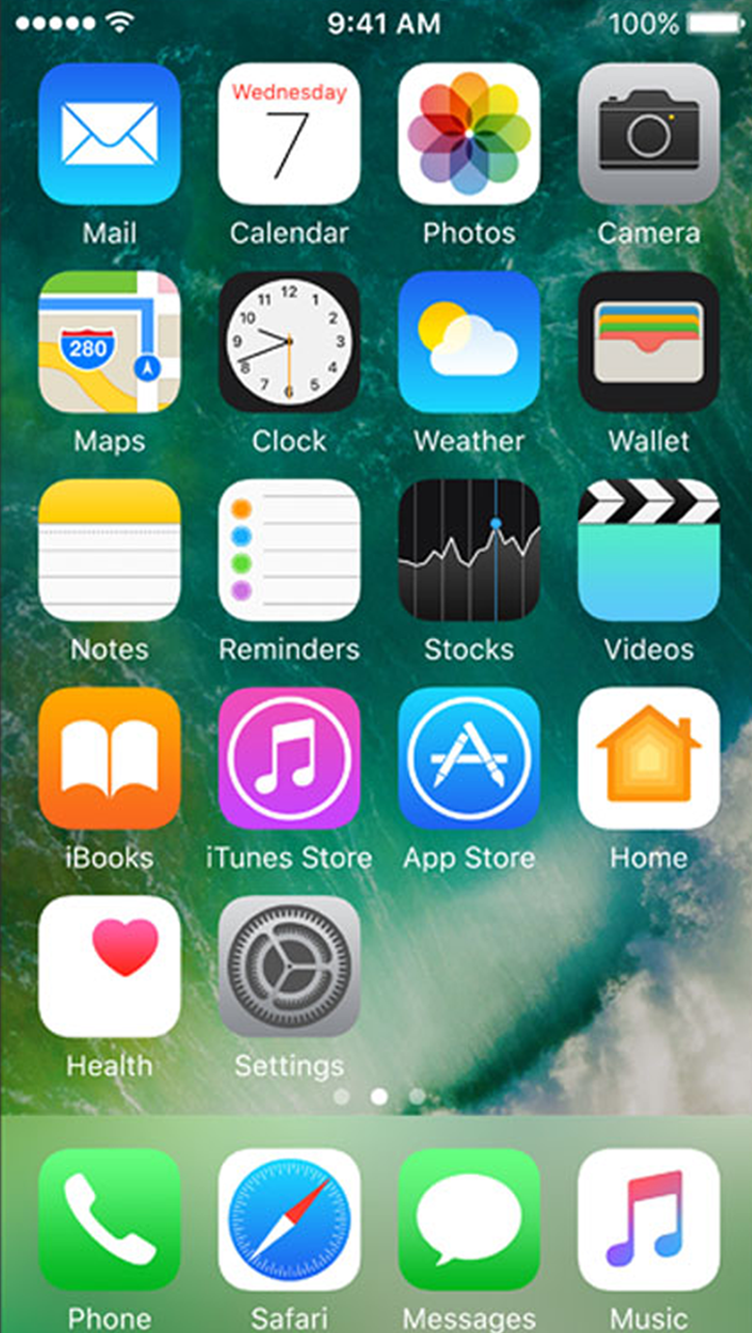 9:41 AM 100%
Wednesday
7
Mail Calendar Photos Camera
280
12
11 1
10 2
9 3
8 4
7 5
6
Maps Clock Weather Wallet
Notes Reminders Stocks Videos
iBooks iTunes Store App Store Home
Health Settings
Phone Safari Messages Music